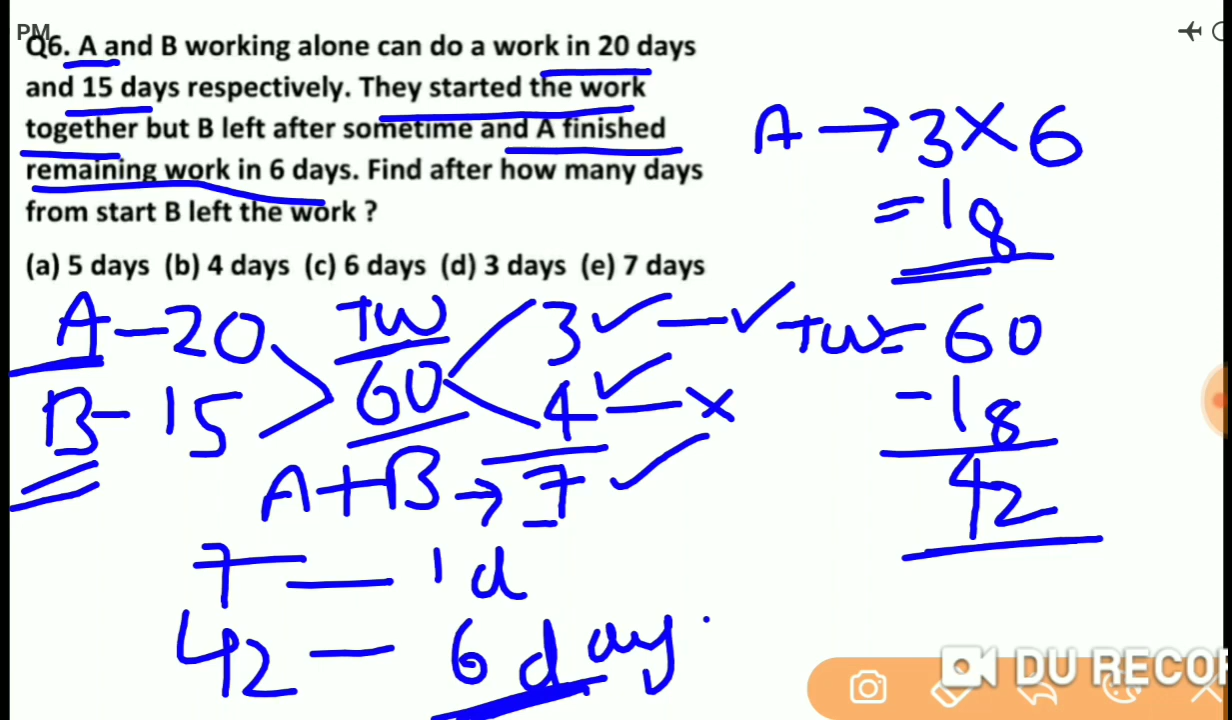 PM
Q6. A and B working alone can do a work in 20 days
and 15 days respectively. They started the work
together but B left after sometime and A finished
remaining work in 6 days. Find after how many days
from start B left the work ?
(a) 5 days (b) 4 days (c) 6 days (d) 3 days (e) 7 days
A → 3 × 6
= 18
A – 20
TW
3 ✓ — ✓
TW = 60
B – 15
60
4 ✓ — ×
- 18
A + B → 7 ✓
42
7 — 1 d
42 — 6 days.
DU RECOR